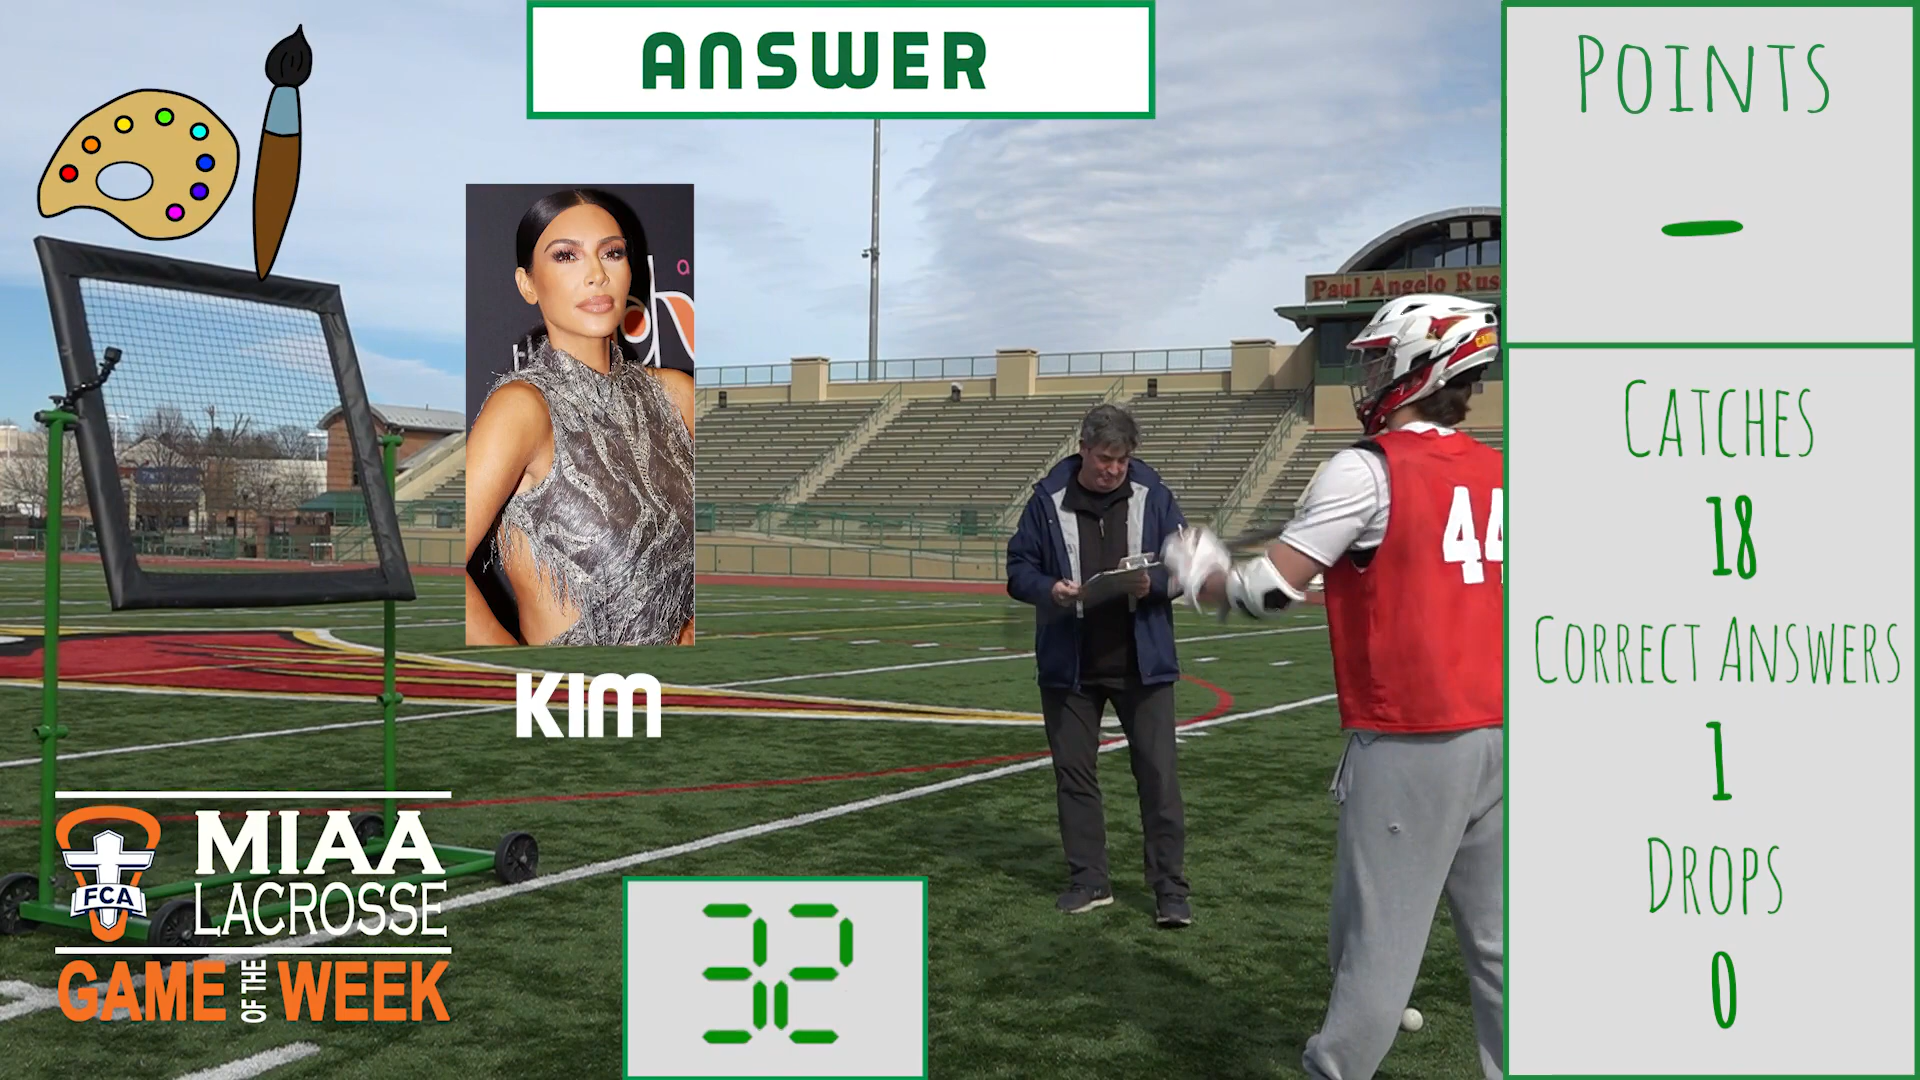 ANSWER
POINTS
-
CATCHES
18
CORRECT ANSWERS
1
DROPS
0
Paul Angelo Rus
44
KIM
MIAA
LACROSSE
FCA
GAME OF THE WEEK
32